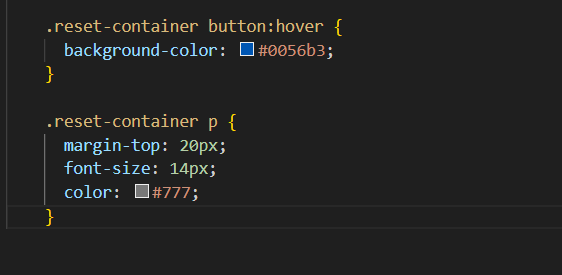 .reset-container button:hover {
background-color: #0056b3;
}
.reset-container p {
margin-top: 20px;
font-size: 14px;
color: #777;
}